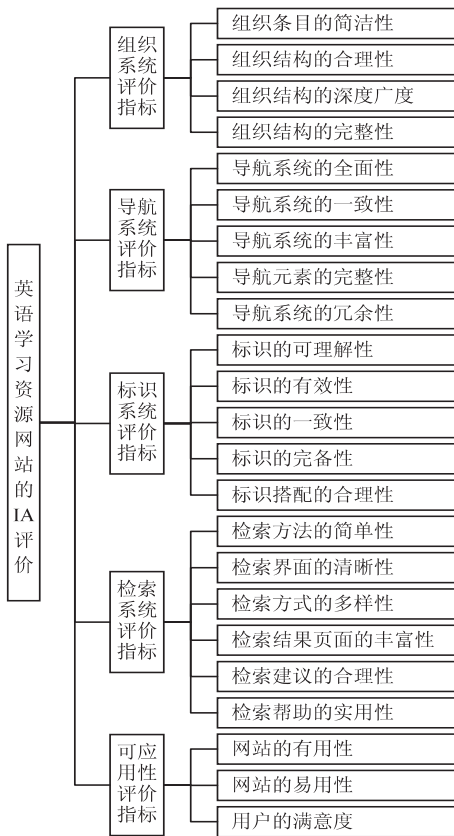 英语学习资源网站的IA评价
组织
系统
评价
指标
组织条目的简洁性
组织结构的合理性
组织结构的深度广度
组织结构的完整性
导航
系统
评价
指标
导航系统的全面性
导航系统的一致性
导航系统的丰富性
导航元素的完整性
导航系统的冗余性
标识
系统
评价
指标
标识的可理解性
标识的有效性
标识的一致性
标识的完备性
标识搭配的合理性
检索
系统
评价
指标
检索方法的简单性
检索界面的清晰性
检索方式的多样性
检索结果页面的丰富性
检索建议的合理性
检索帮助的实用性
可应
用性
评价
指标
网站的有用性
网站的易用性
用户的满意度